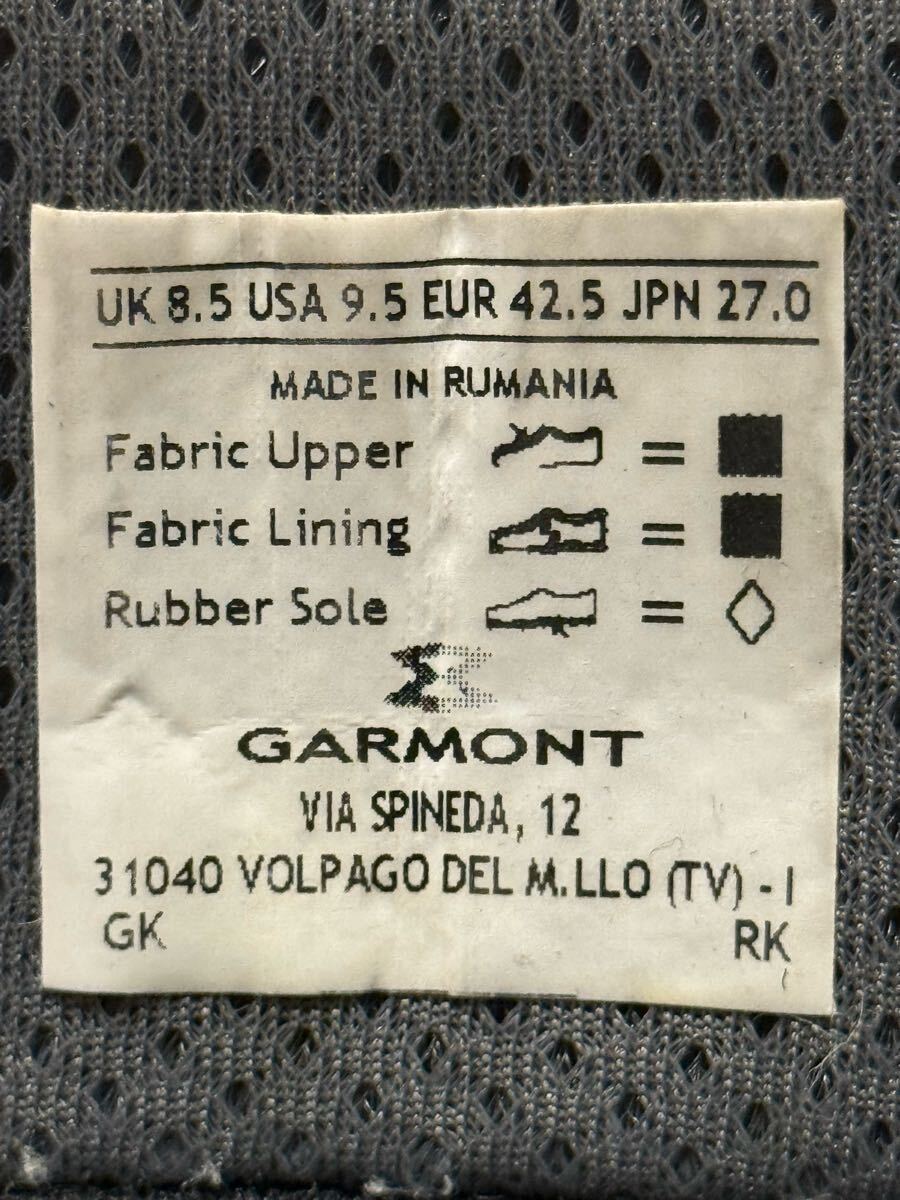 UK 8.5 USA 9.5 EUR 42.5 JPN 27.0
MADE IN RUMANIA
Fabric Upper =
Fabric Lining =
Rubber Sole =
GARMONT
VIA SPINEDA, 12
31040 VOLPAGO DEL M.LLO (TV) - I
GK RK